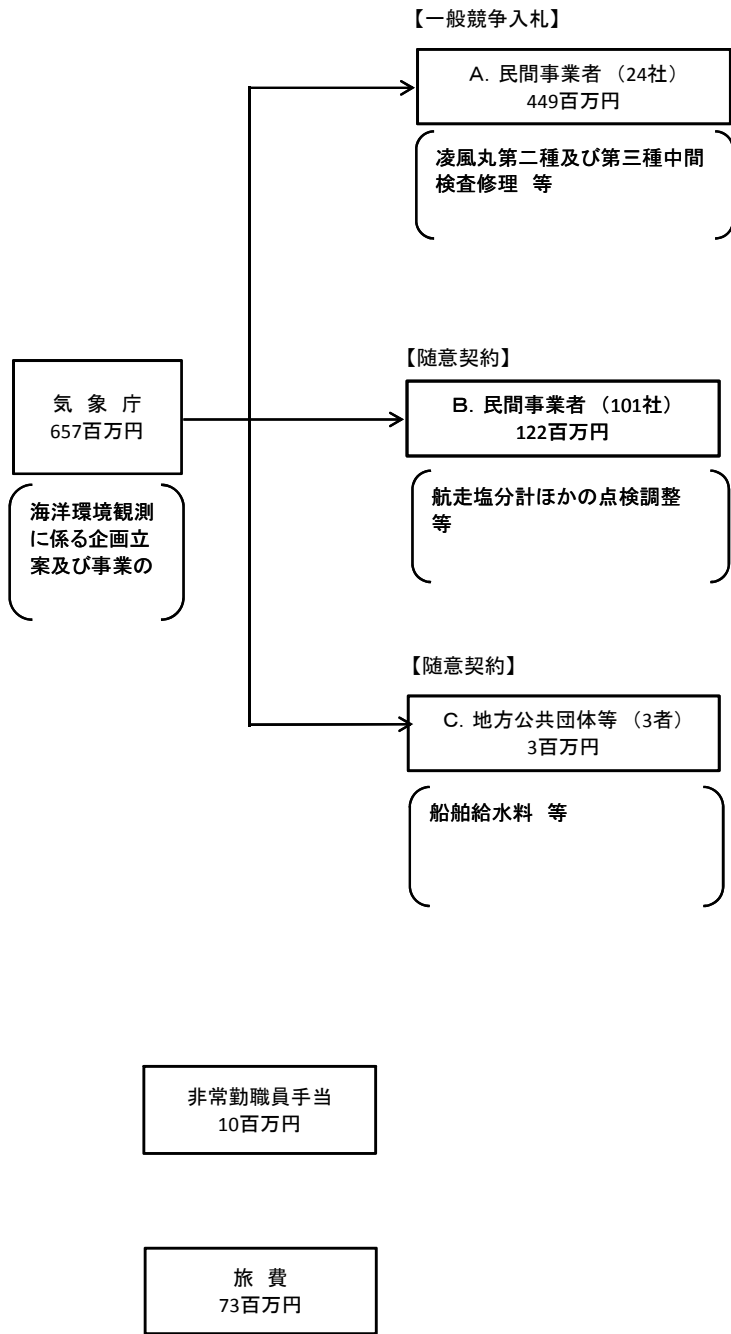 【一般競争入札】
A. 民間事業者 （24社）
449百万円
凌風丸第二種及び第三種中間
検査修理 等
気 象 庁
657百万円
海洋環境観測
に係る企画立
案及び事業の
【随意契約】
B. 民間事業者 （101社）
122百万円
航走塩分計ほかの点検調整
等
【随意契約】
C. 地方公共団体等 （3者）
3百万円
船舶給水料 等
非常勤職員手当
10百万円
旅 費
73百万円